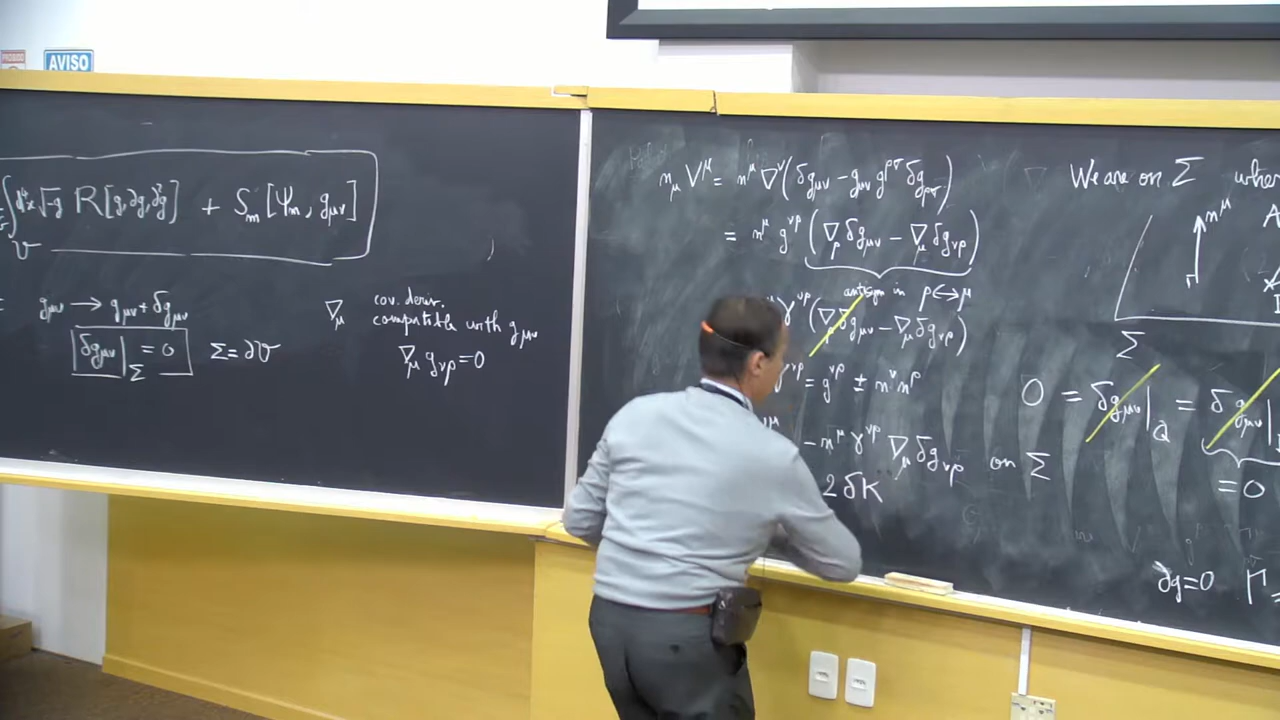 AVISO
∫d⁴x√-g R[g,∂g,∂²g] + S_m[Ψ_m, g_μν]
𝒱
g_μν → g_μν + δg_μν
δg_μν|_Σ = 0   Σ = ∂𝒱
∇_μ cov. deriv.
compatible with g_μν
∇_μ g_νρ = 0
n_μ V^μ = n^μ ∇^ν(δg_μν − g_μν g^ρσ δg_ρσ)
= n^μ g^νρ (∇_ρ δg_μν − ∇_μ δg_νρ)
antisym in ρ↔μ
γ^νρ (∇_ρ δg_μν − ∇_μ δg_νρ)
γ^νρ = g^νρ ± n^ν n^ρ
− n^μ γ^νρ ∇_μ δg_νρ on Σ
2δK
We are on Σ
n^μ
Σ
0 = δg_μν|_Q = δg_μν|
= 0
∂g=0 Γ =